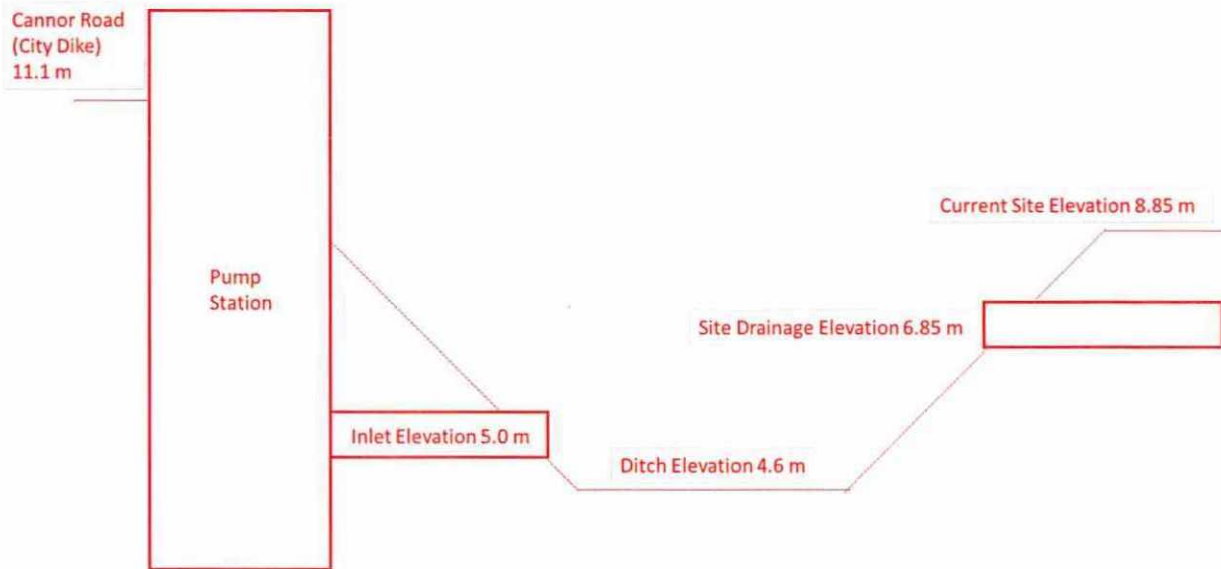 Cannor Road
(City Dike)
11.1 m
Current Site Elevation 8.85 m
Pump
Station
Site Drainage Elevation 6.85 m
Inlet Elevation 5.0 m
Ditch Elevation 4.6 m